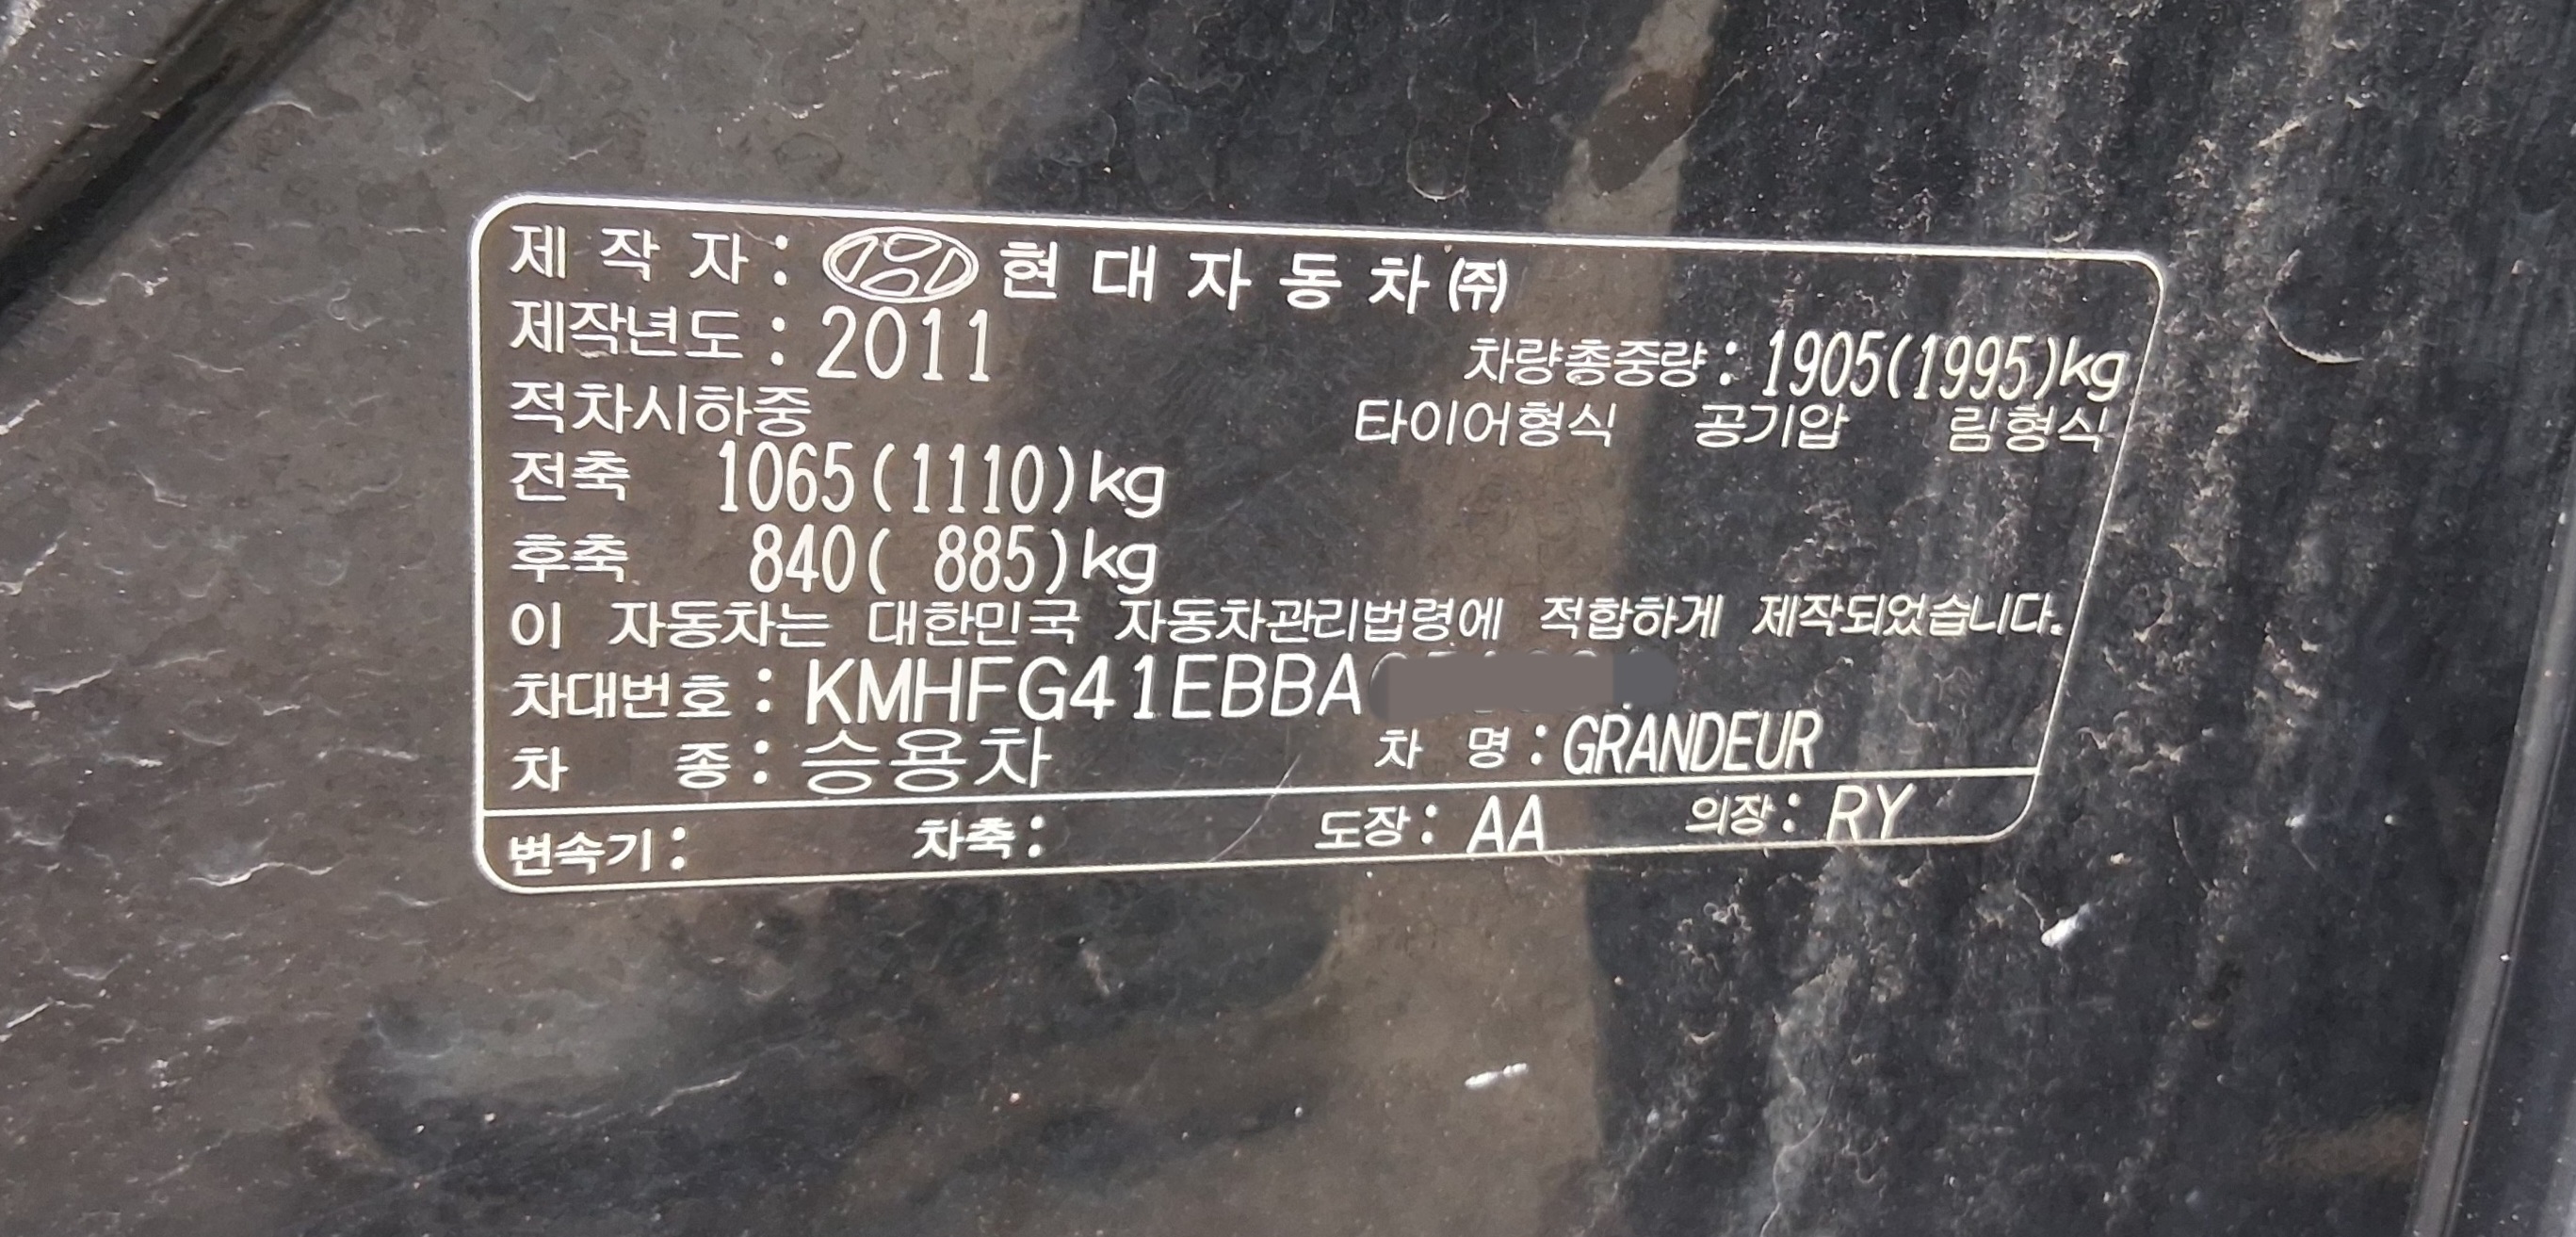 제 작 자 : 현 대 자 동 차 ㈜
제작년도 : 2011
차량총중량 : 1905(1995)kg
적차시하중
타이어형식 공기압 림형식
전축 1065(1110)kg
후축 840( 885)kg
이 자동차는 대한민국 자동차관리법령에 적합하게 제작되었습니다.
차대번호 : KMHFG41EBBA
차 종 : 승용차 차 명 : GRANDEUR
변속기 : 차축 : 도장 : AA 의장 : RY